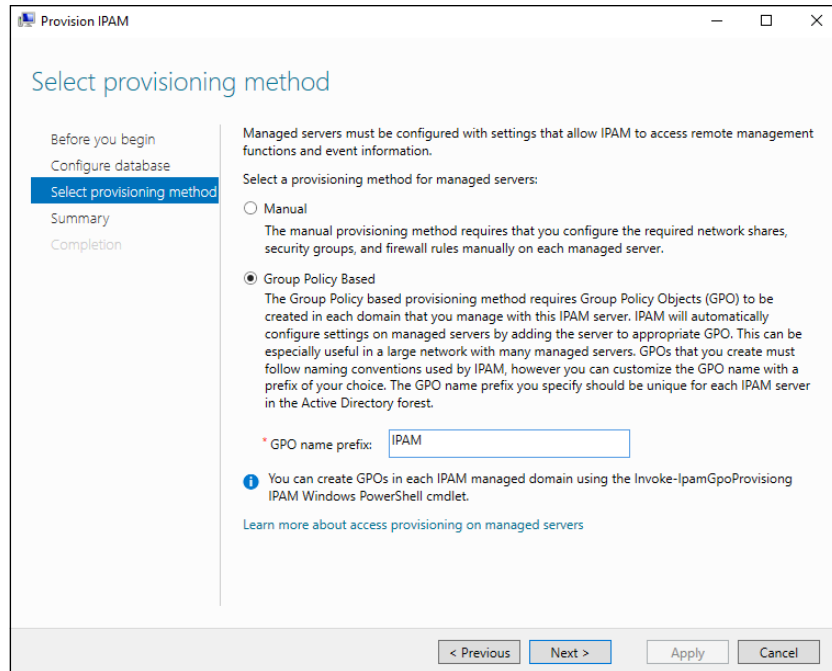 Provision IPAM
Select provisioning method
Before you begin
Configure database
Select provisioning method
Summary
Completion
Managed servers must be configured with settings that allow IPAM to access remote management
functions and event information.
Select a provisioning method for managed servers:
Manual
The manual provisioning method requires that you configure the required network shares,
security groups, and firewall rules manually on each managed server.
Group Policy Based
The Group Policy based provisioning method requires Group Policy Objects (GPO) to be
created in each domain that you manage with this IPAM server. IPAM will automatically
configure settings on managed servers by adding the server to appropriate GPO. This can be
especially useful in a large network with many managed servers. GPOs that you create must
follow naming conventions used by IPAM, however you can customize the GPO name with a
prefix of your choice. The GPO name prefix you specify should be unique for each IPAM server
in the Active Directory forest.
* GPO name prefix: IPAM
You can create GPOs in each IPAM managed domain using the Invoke-IpamGpoProvisiong
IPAM Windows PowerShell cmdlet.
Learn more about access provisioning on managed servers
< Previous Next > Apply Cancel